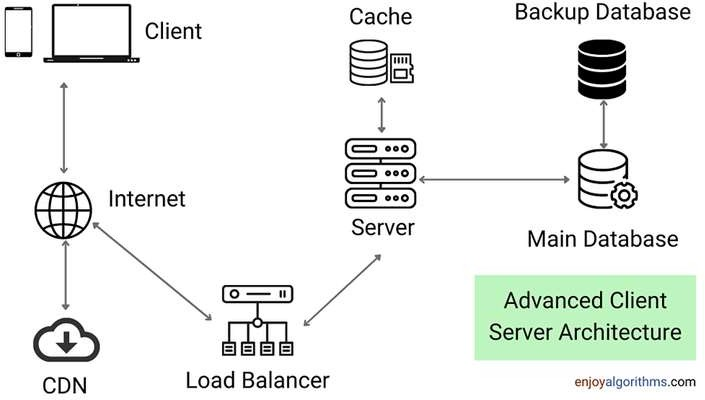 Client
Cache
Backup Database
Internet
Server
Main Database
Advanced Client
Server Architecture
CDN
Load Balancer
enjoyalgorithms.com